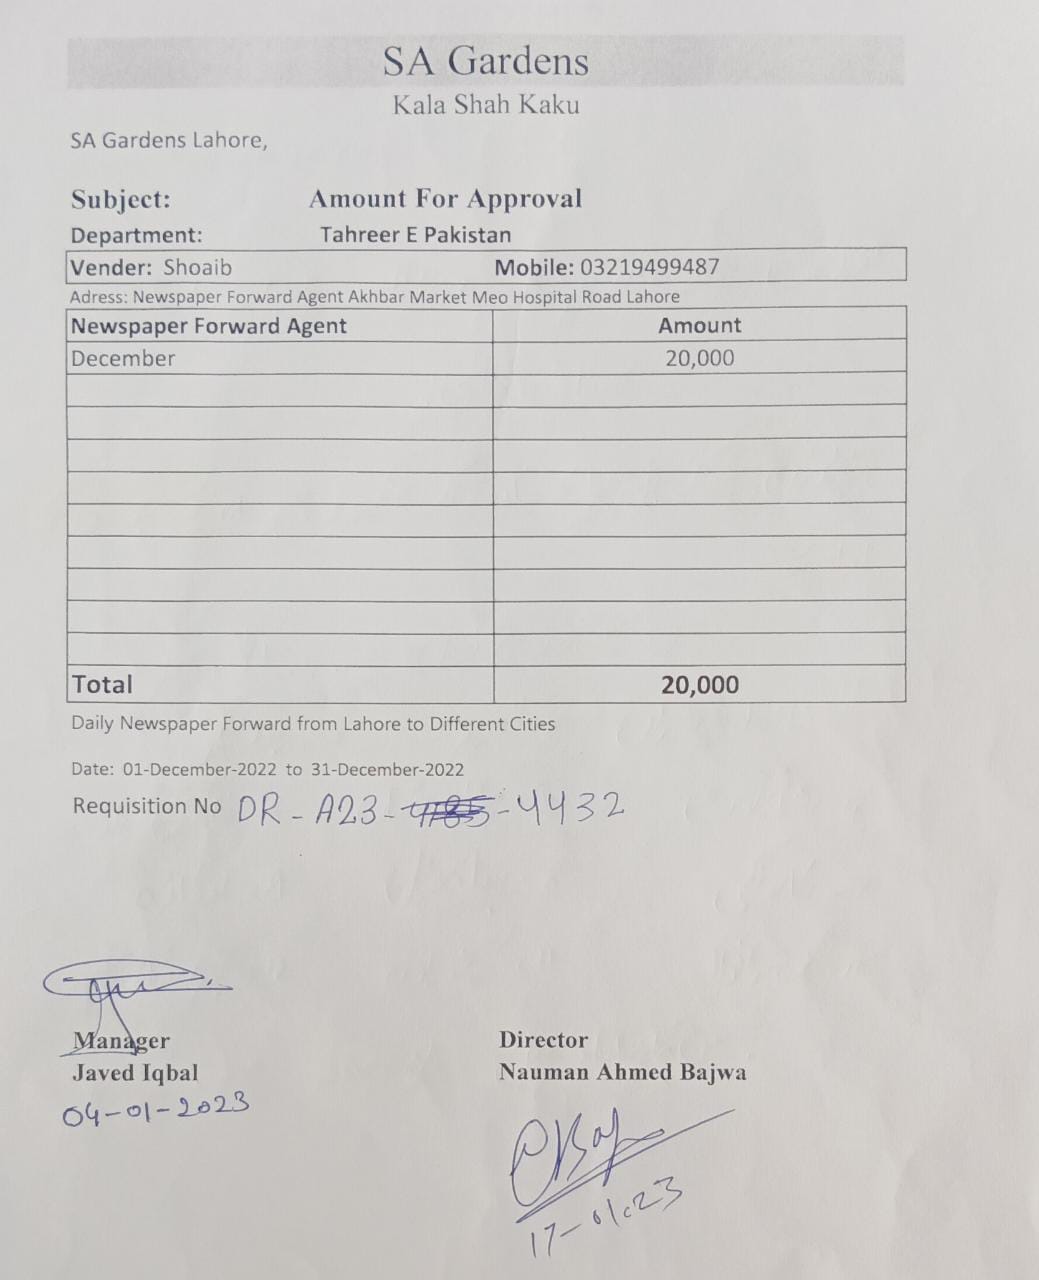 SA Gardens
Kala Shah Kaku
SA Gardens Lahore,
Subject: Amount For Approval
Department: Tahreer E Pakistan
Vender: Shoaib Mobile: 03219499487
Adress: Newspaper Forward Agent Akhbar Market Meo Hospital Road Lahore
Newspaper Forward Agent Amount
December 20,000
Total 20,000
Daily Newspaper Forward from Lahore to Different Cities
Date: 01-December-2022 to 31-December-2022
Requisition No DR - A23 - - 4432
Manager Director
Javed Iqbal Nauman Ahmed Bajwa
04-01-2023
17-01-23